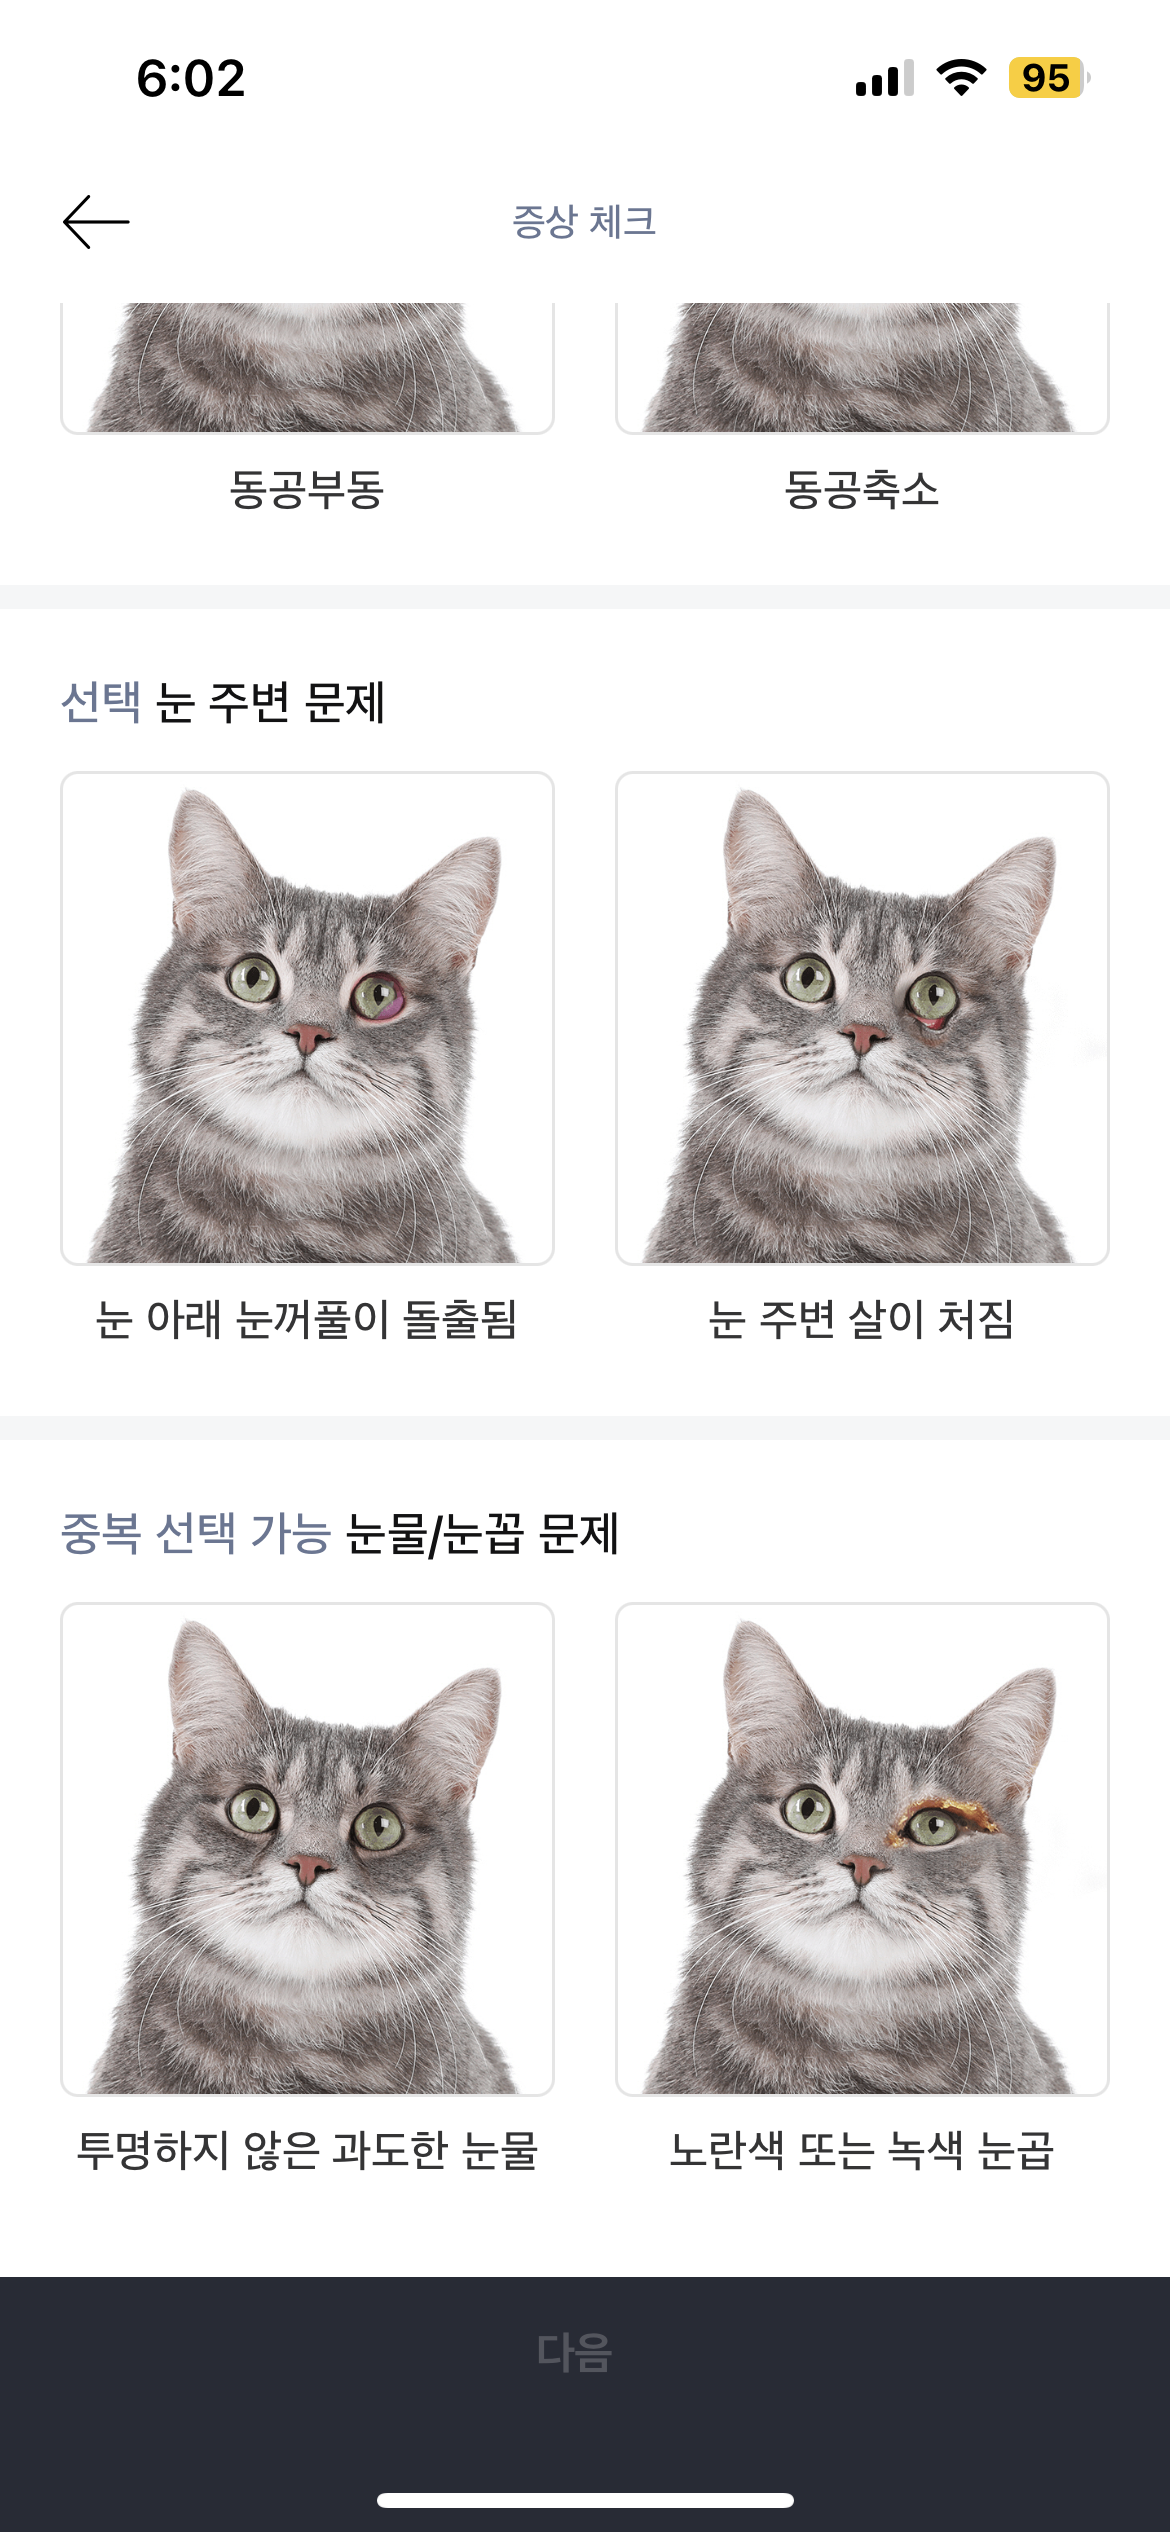 6:02
95
증상 체크
동공부동
동공축소
선택 눈 주변 문제
눈 아래 눈꺼풀이 돌출됨
눈 주변 살이 처짐
중복 선택 가능 눈물/눈꼽 문제
투명하지 않은 과도한 눈물
노란색 또는 녹색 눈곱
다음